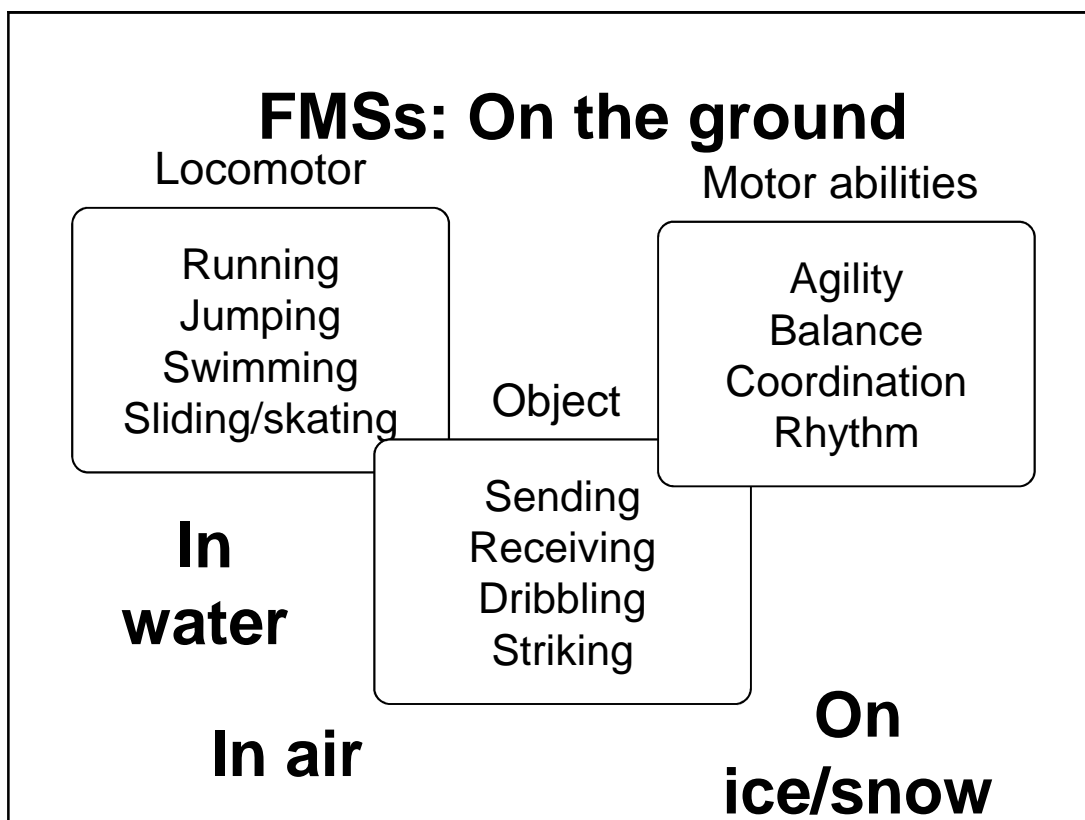 FMSs: On the ground
Locomotor
Running
Jumping
Swimming
Sliding/skating
Motor abilities
Agility
Balance
Coordination
Rhythm
Object
Sending
Receiving
Dribbling
Striking
In
water
In air
On
ice/snow